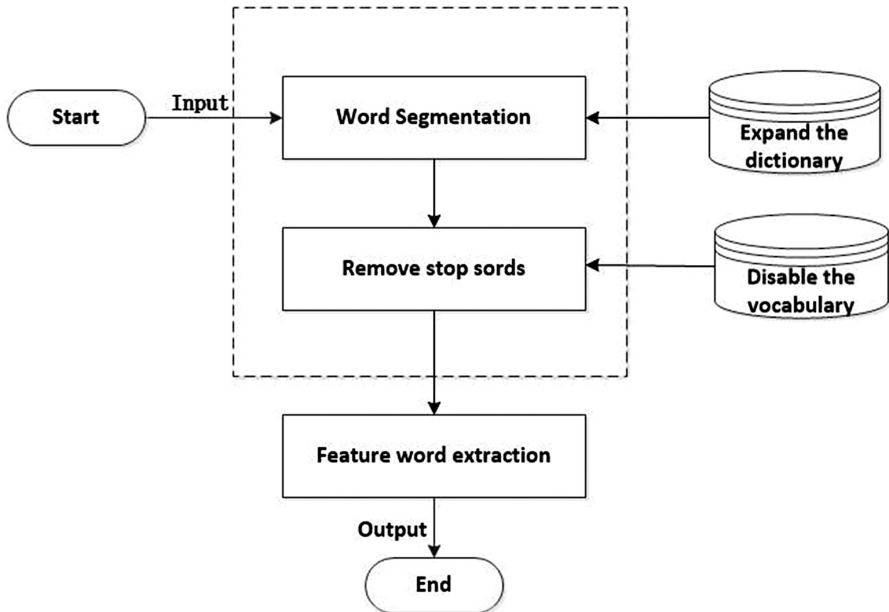 Start
Input
Word Segmentation
Expand the
dictionary
Remove stop sords
Disable the
vocabulary
Feature word extraction
Output
End